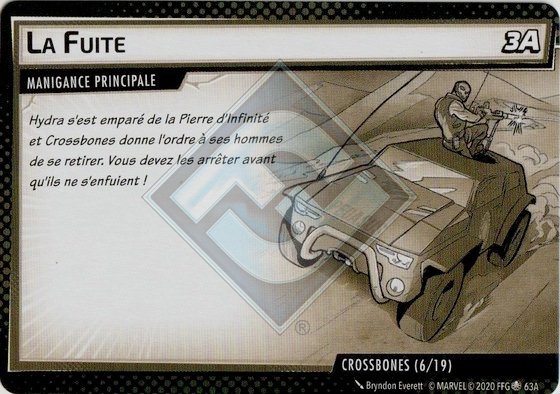 La Fuite
3A
Manigance Principale
Hydra s'est emparé de la Pierre d'Infinité
et Crossbones donne l'ordre à ses hommes
de se retirer. Vous devez les arrêter avant
qu'ils ne s'enfuient !
®
Crossbones (6/19)
Bryndon Everett © MARVEL © 2020 FFG 63A